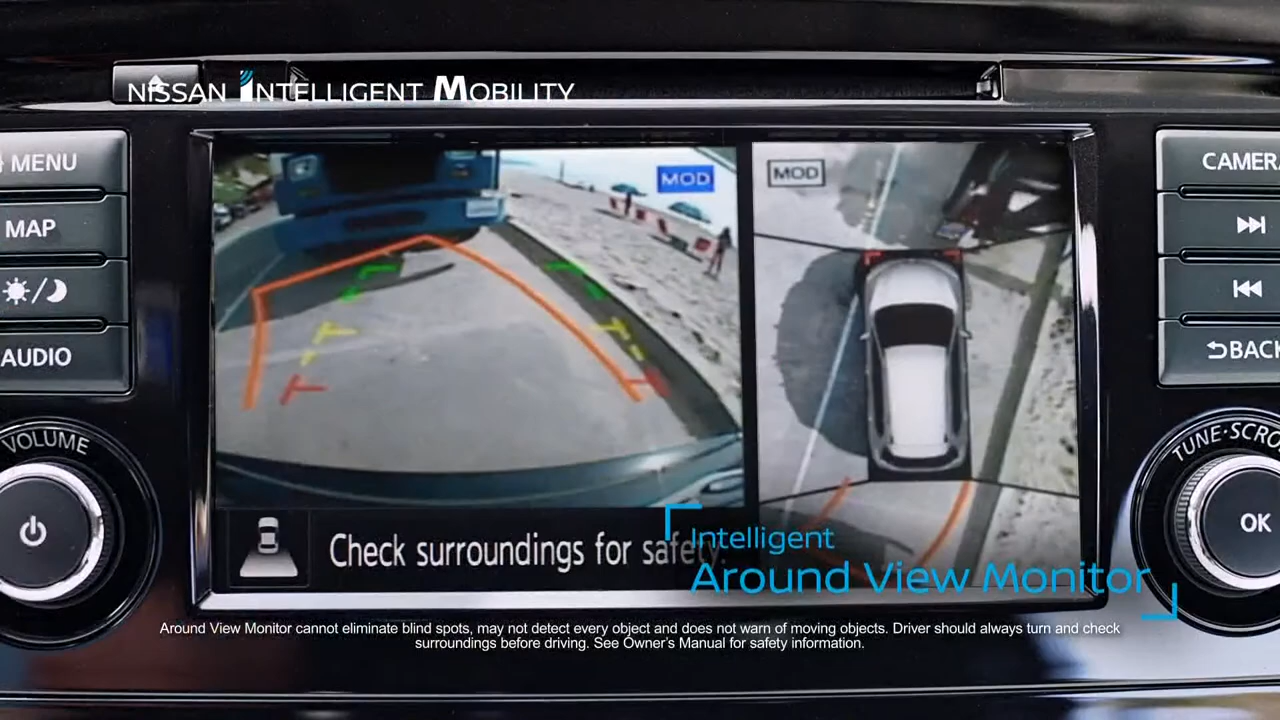 NISSAN INTELLIGENT MOBILITY
MENU
MAP
AUDIO
VOLUME
MOD
MOD
CAMERA
BACK
TUNE·SCRO
OK
Check surroundings for safety.
Intelligent
Around View Monitor
Around View Monitor cannot eliminate blind spots, may not detect every object and does not warn of moving objects. Driver should always turn and check
surroundings before driving. See Owner's Manual for safety information.